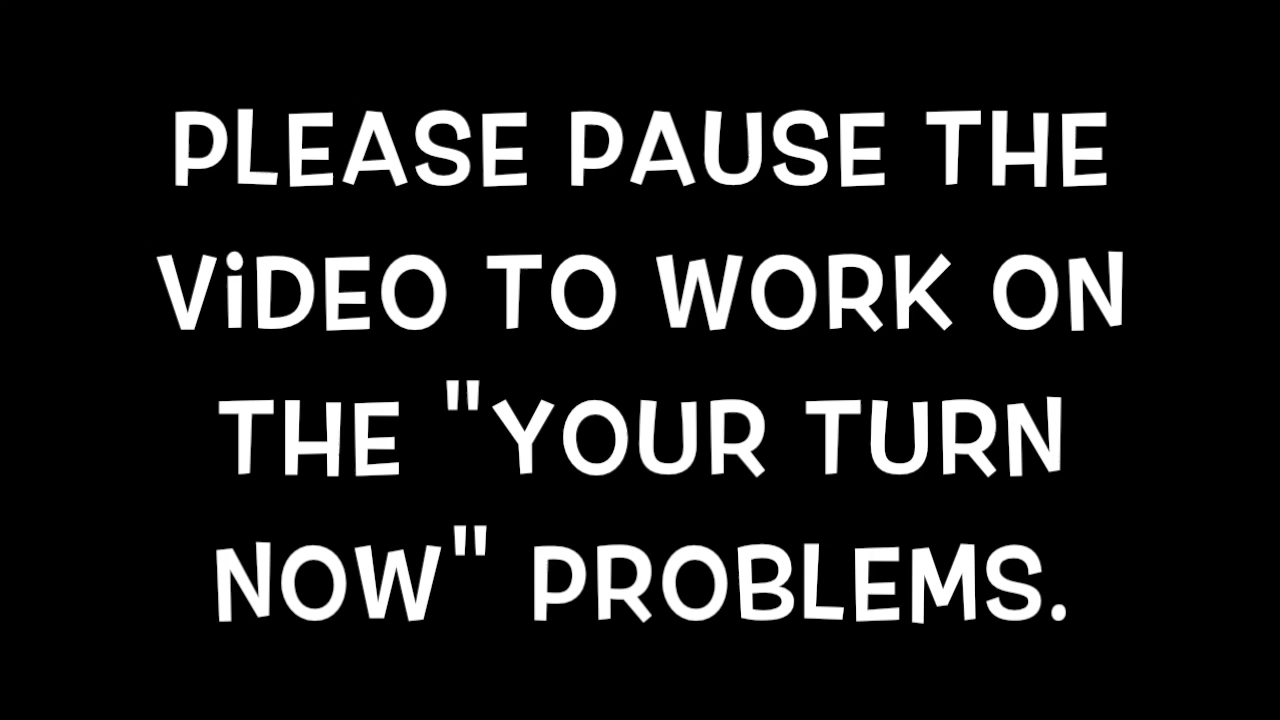 PLEASE PAUSE THE
ViDEO TO WORK ON
THE "YOUR TURN
NOW" PROBLEMS.